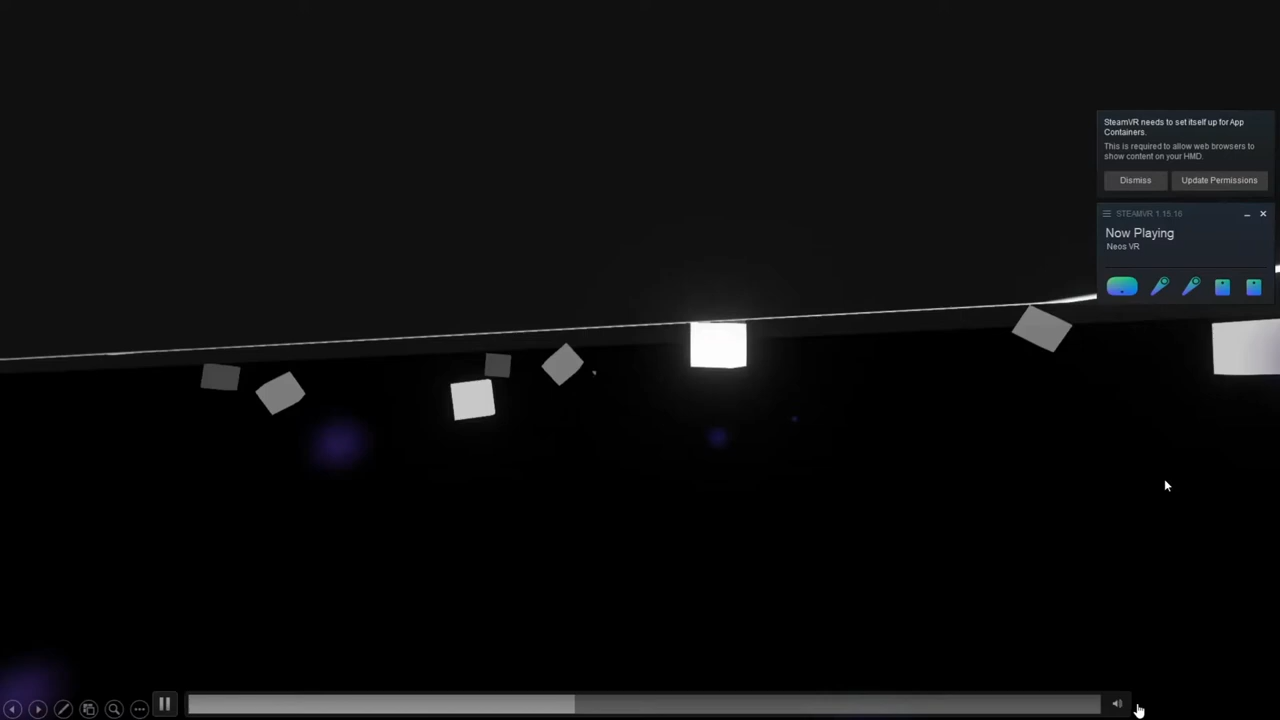 SteamVR needs to set itself up for App
Containers.
This is required to allow web browsers to
show content on your HMD.
Dismiss
Update Permissions
STEAMVR 1.15.16
Now Playing
Neos VR